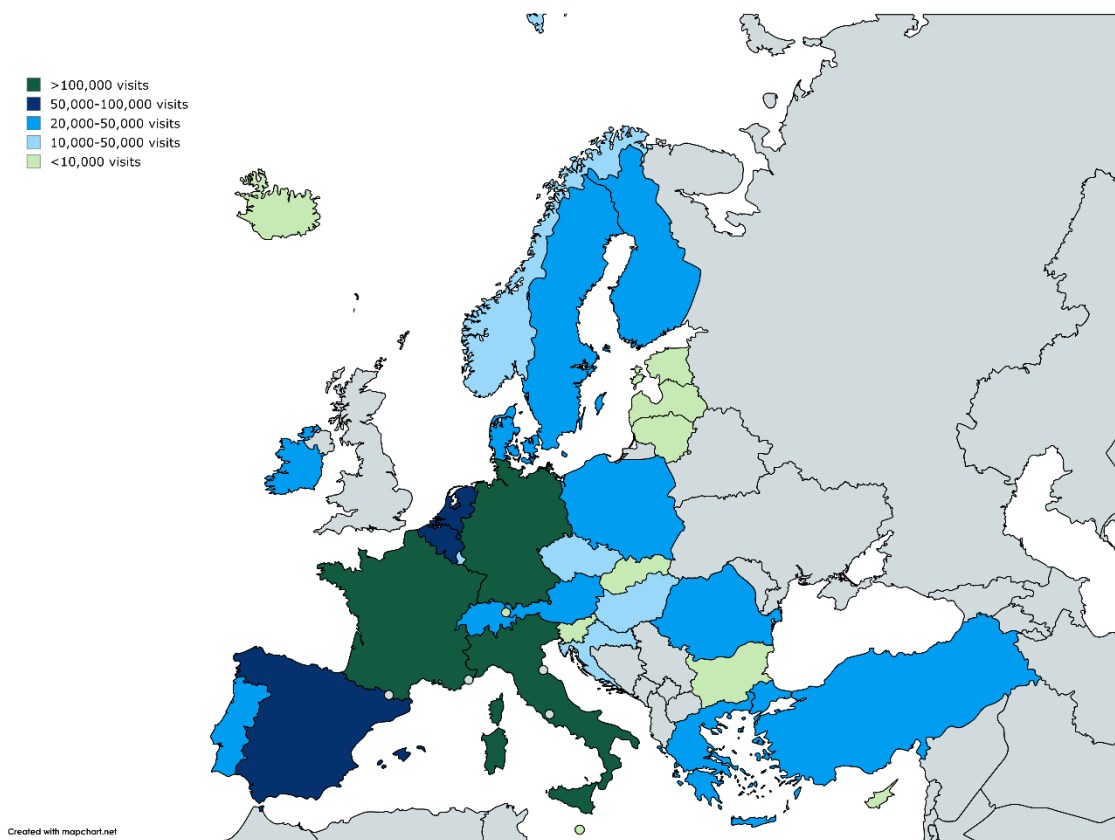 >100,000 visits
50,000-100,000 visits
20,000-50,000 visits
10,000-50,000 visits
<10,000 visits
Created with mapchart.net